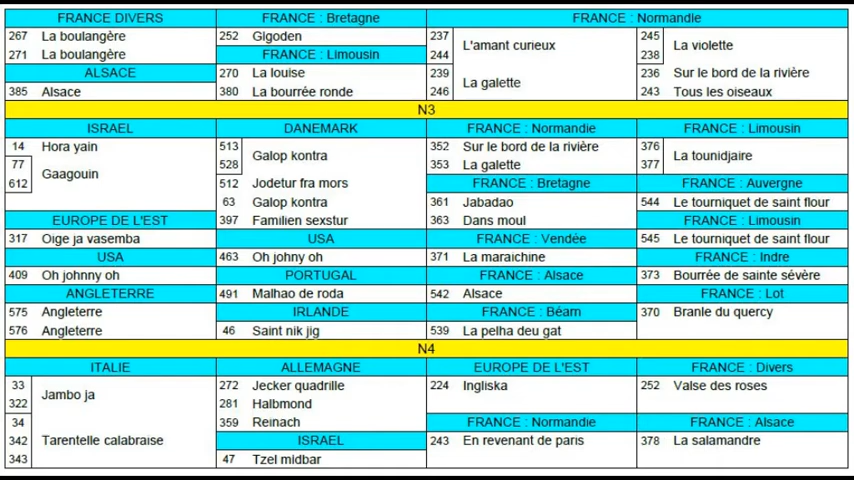 FRANCE DIVERS FRANCE : Bretagne FRANCE : Normandie
267 La boulangère 252 Gigoden 237 L'amant curieux 245 La violette
271 La boulangère FRANCE : Limousin 244 238
ALSACE 270 La louise 239 La galette 236 Sur le bord de la rivière
385 Alsace 380 La bourrée ronde 246 243 Tous les oiseaux
N3
ISRAEL DANEMARK FRANCE : Normandie FRANCE : Limousin
14 Hora yain 513 Galop kontra 352 Sur le bord de la rivière 376 La tounidjaire
77 Gaagouin 528 353 La galette 377
612 512 Jodetur fra mors FRANCE : Bretagne FRANCE : Auvergne
63 Galop kontra 361 Jabadao 544 Le tourniquet de saint flour
EUROPE DE L'EST 397 Familien sexstur 363 Dans moul FRANCE : Limousin
317 Oige ja vasemba USA FRANCE : Vendée 545 Le tourniquet de saint flour
USA 463 Oh johnny oh 371 La maraichine FRANCE : Indre
409 Oh johnny oh PORTUGAL FRANCE : Alsace 373 Bourrée de sainte sévère
ANGLETERRE 491 Malhao de roda 542 Alsace FRANCE : Lot
575 Angleterre IRLANDE FRANCE : Béarn 370 Branle du quercy
576 Angleterre 46 Saint nik jig 539 La pelha deu gat
N4
ITALIE ALLEMAGNE EUROPE DE L'EST FRANCE : Divers
33 Jambo ja 272 Jecker quadrille 224 Ingliska 252 Valse des roses
322 281 Halbmond
34 Tarentelle calabraise 359 Reinach FRANCE : Normandie FRANCE : Alsace
342 ISRAEL 243 En revenant de paris 378 La salamandre
343 47 Tzel midbar